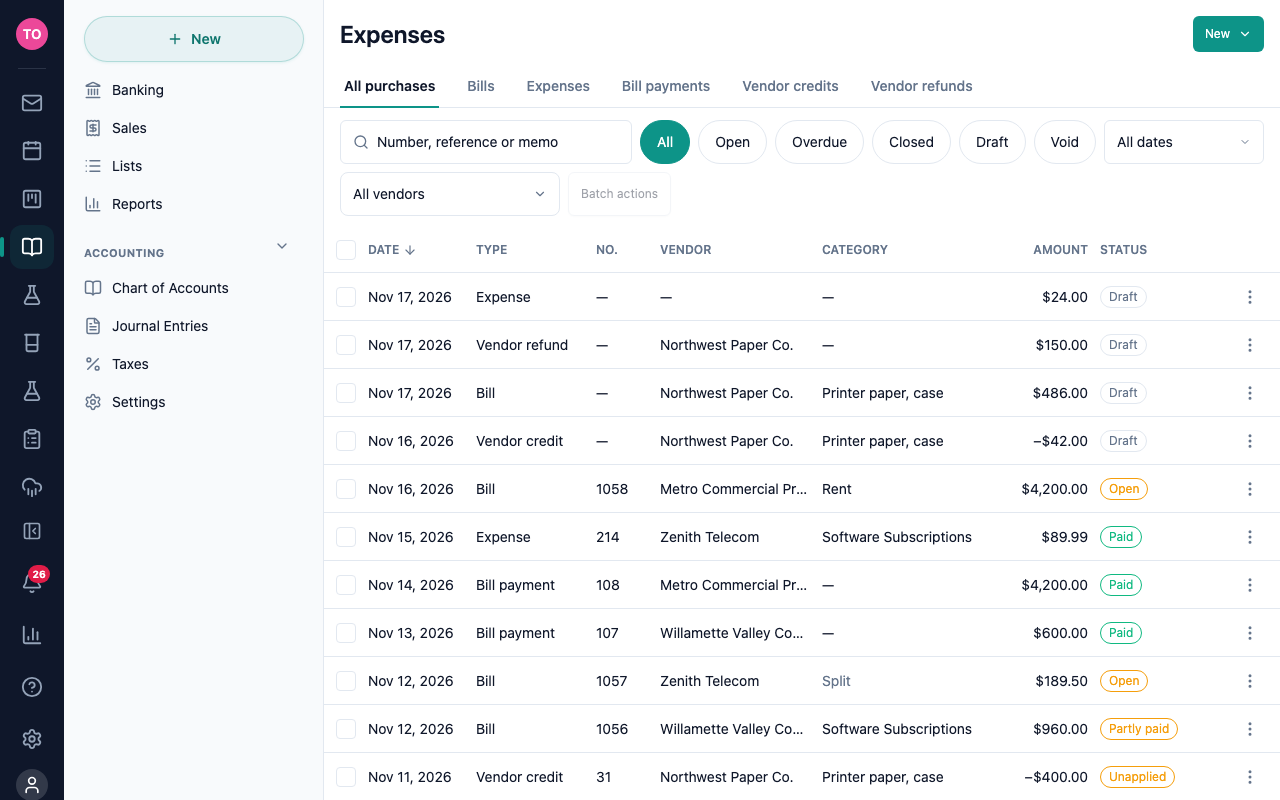 TO
New
Banking
Sales
Lists
Reports
ACCOUNTING
Chart of Accounts
Journal Entries
Taxes
Settings
26
Expenses
New
All purchases Bills Expenses Bill payments Vendor credits Vendor refunds
Number, reference or memo All Open Overdue Closed Draft Void All dates
All vendors Batch actions
DATE TYPE NO. VENDOR CATEGORY AMOUNT STATUS
Nov 17, 2026 Expense — — — $24.00 Draft
Nov 17, 2026 Vendor refund — Northwest Paper Co. — $150.00 Draft
Nov 17, 2026 Bill — Northwest Paper Co. Printer paper, case $486.00 Draft
Nov 16, 2026 Vendor credit — Northwest Paper Co. Printer paper, case –$42.00 Draft
Nov 16, 2026 Bill 1058 Metro Commercial Pr... Rent $4,200.00 Open
Nov 15, 2026 Expense 214 Zenith Telecom Software Subscriptions $89.99 Paid
Nov 14, 2026 Bill payment 108 Metro Commercial Pr... — $4,200.00 Paid
Nov 13, 2026 Bill payment 107 Willamette Valley Co... — $600.00 Paid
Nov 12, 2026 Bill 1057 Zenith Telecom Split $189.50 Open
Nov 12, 2026 Bill 1056 Willamette Valley Co... Software Subscriptions $960.00 Partly paid
Nov 11, 2026 Vendor credit 31 Northwest Paper Co. Printer paper, case –$400.00 Unapplied